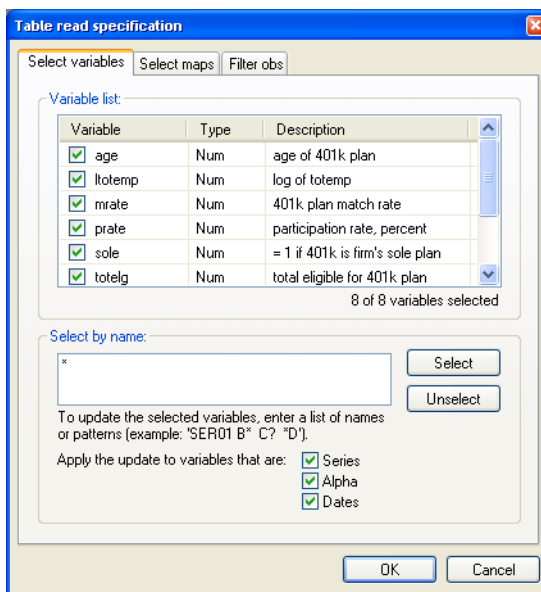 Table read specification
Select variables Select maps Filter obs
Variable list:
Variable Type Description
age Num age of 401k plan
ltotemp Num log of totemp
mrate Num 401k plan match rate
prate Num participation rate, percent
sole Num = 1 if 401k is firm's sole plan
totelg Num total eligible for 401k plan
8 of 8 variables selected
Select by name:
* Select
Unselect
To update the selected variables, enter a list of names
or patterns (example: 'SER01 B* C? *D').
Apply the update to variables that are: Series
Alpha
Dates
OK Cancel